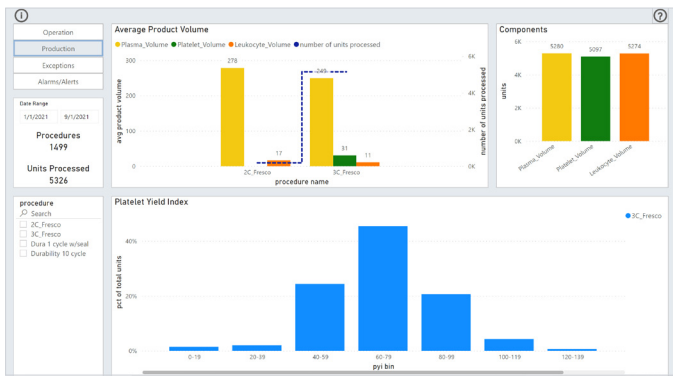 i
?
Operation
Production
Exceptions
Alarms/Alerts
Date Range
1/1/2021 9/1/2021
Procedures
1499
Units Processed
5326
procedure
Search
2C_Fresco
3C_Fresco
Dura 1 cycle w/seal
Durability 10 cycle
Average Product Volume
Plasma_Volume Platelet_Volume Leukocyte_Volume number of units processed
avg product volume
300
200
100
0
278
17
249
31
11
6K
4K
2K
0K
number of units processed
2C_Fresco 3C_Fresco
procedure name
Components
units
6K
4K
2K
0K
5280
5097
5274
Plasma_Volume Platelet_Volume Leukocyte_Volume
Platelet Yield Index
3C_Fresco
pct of total units
40%
20%
0%
0-19 20-39 40-59 60-79 80-99 100-119 120-139
pyi bin